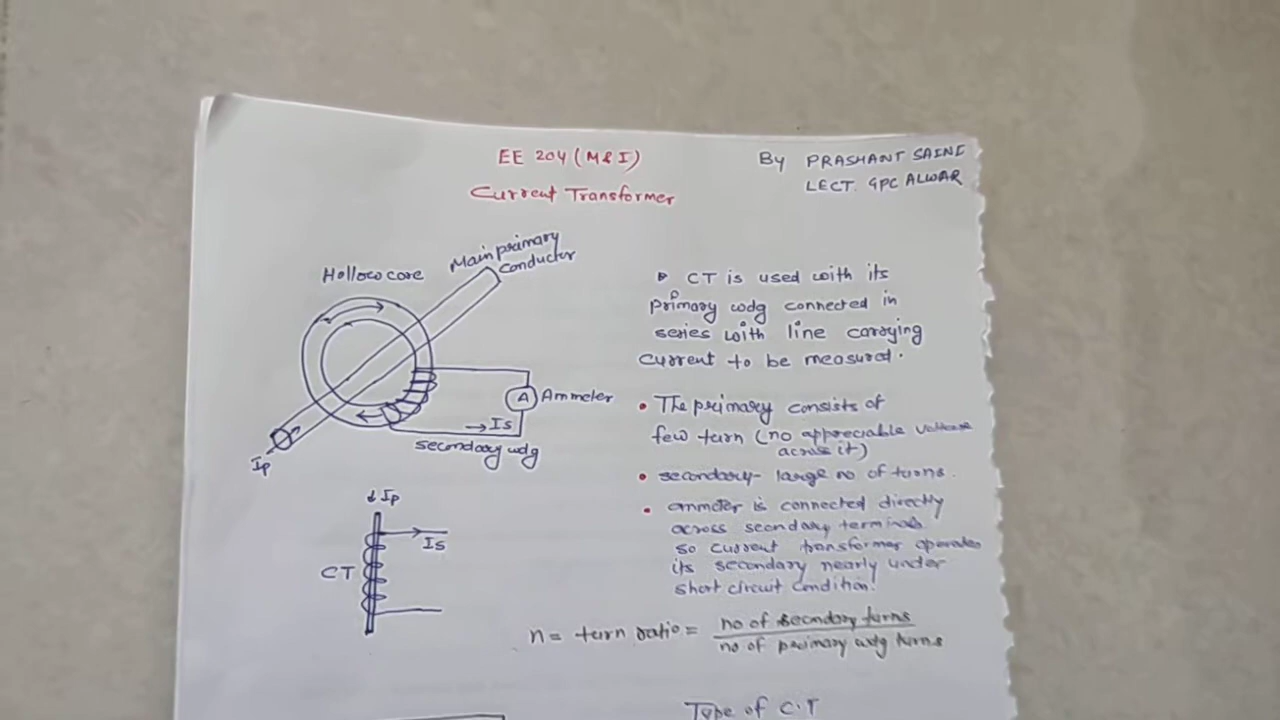 EE 204 (M & I)
By PRASHANT SAINI
LECT. GPC ALWAR
Current Transformer
Hollow core
Main primary
conductor
Ip
A
Ammeter
→Is
secondary wdg
↓ Ip
Is
CT
CT is used with its
primary wdg connected in
series with line carrying
current to be measured.
• The primary consists of
few turn (no appreciable voltage
across it)
• secondary- large no of turns.
• ammeter is connected directly
across secondary terminals
so current transformer operates
its secondary nearly under
short circuit condition.
n = turn ratio = no of secondary turns
no of primary wdg turns
Type of C.T